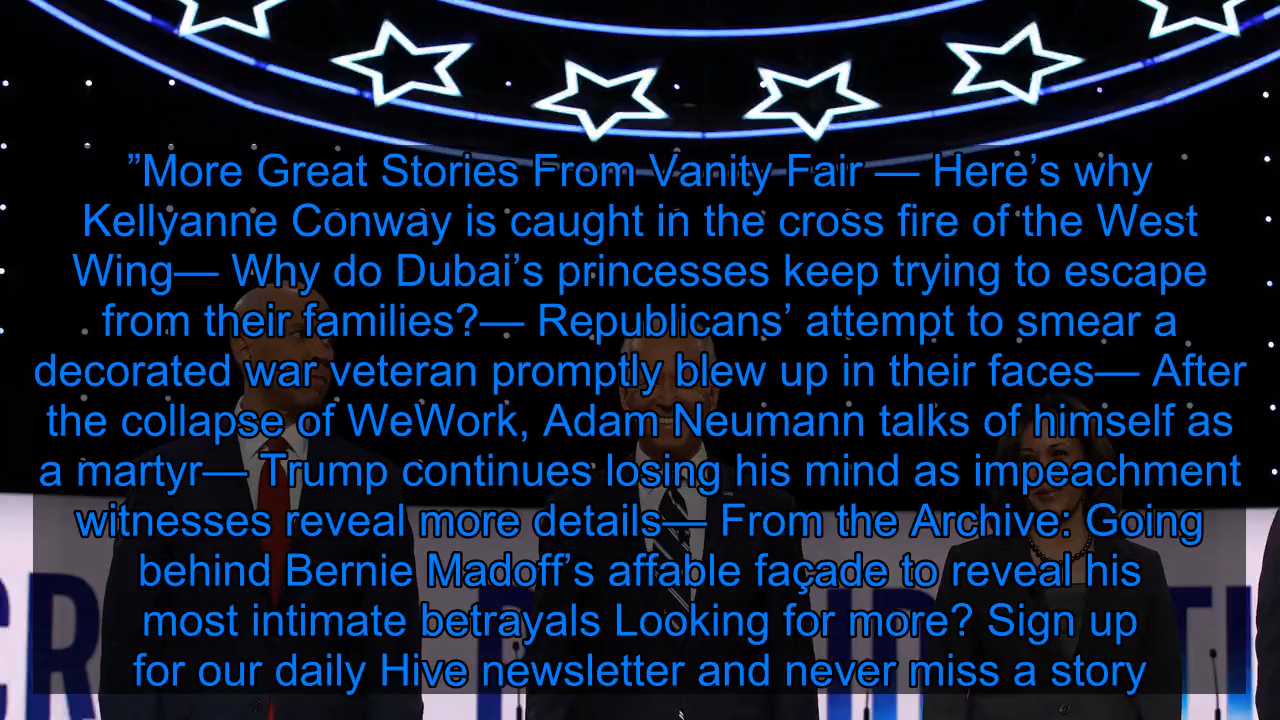 ”More Great Stories From Vanity Fair — Here’s why
Kellyanne Conway is caught in the cross fire of the West
Wing— Why do Dubai’s princesses keep trying to escape
from their families?— Republicans’ attempt to smear a
decorated war veteran promptly blew up in their faces— After
the collapse of WeWork, Adam Neumann talks of himself as
a martyr— Trump continues losing his mind as impeachment
witnesses reveal more details— From the Archive: Going
behind Bernie Madoff’s affable façade to reveal his
most intimate betrayals Looking for more? Sign up
for our daily Hive newsletter and never miss a story